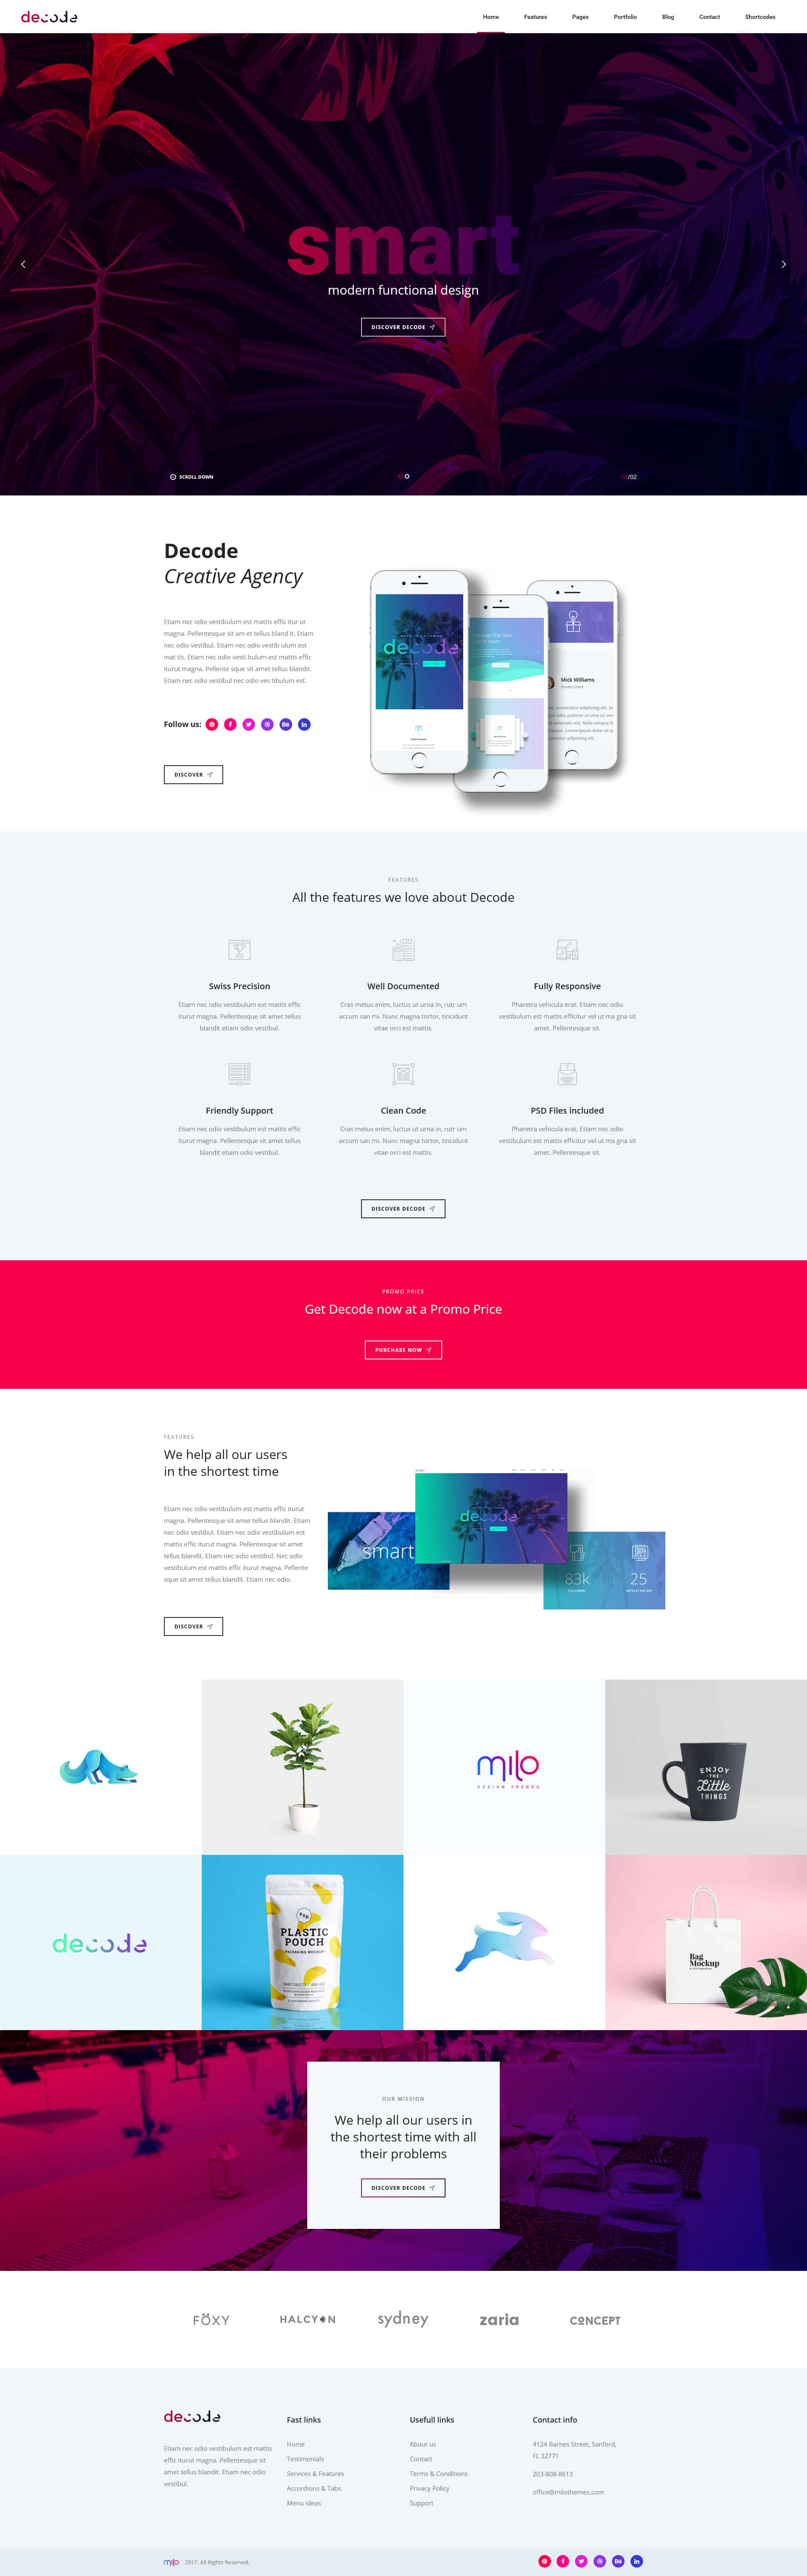 decode
Home Features Pages Portfolio Blog Contact Shortcodes
smart
modern functional design
DISCOVER DECODE
SCROLL DOWN
01/02
Decode
Creative Agency
Etiam nec odio vestibulum est mattis effic itur ut
magna. Pellentesque sit am et tellus bland it. Etiam
nec odio vestibul. Etiam nec odio vestib ulum est
mat tis. Etiam nec odio vesti bulum est mattis effic
iturut magna. Pellente sque sit amet tellus blandit.
Etiam nec odio vestibul nec odio ves tibulum est.
Follow us:
DISCOVER
decode
Discover the new
Mick Williams
FEATURES
All the features we love about Decode
Swiss Precision
Etiam nec odio vestibulum est mattis effic
iturut magna. Pellentesque sit amet tellus
blandit etiam odio vestibul.
Well Documented
Cras metus enim, luctus ut urna in, rutr um
accum san mi. Nunc magna tortor, tincidunt
vitae orci est mattis.
Fully Responsive
Pharetra vehicula erat. Etiam nec odio
vestibulum est mattis efficitur vel ut ma gna sit
amet. Pellentesque sit.
Friendly Support
Etiam nec odio vestibulum est mattis effic
iturut magna. Pellentesque sit amet tellus
blandit etiam odio vestibul.
Clean Code
Cras metus enim, luctus ut urna in, rutr um
accum san mi. Nunc magna tortor, tincidunt
vitae orci est mattis.
PSD Files included
Pharetra vehicula erat. Etiam nec odio
vestibulum est mattis efficitur vel ut ma gna sit
amet. Pellentesque sit.
DISCOVER DECODE
PROMO PRICE
Get Decode now at a Promo Price
PURCHASE NOW
FEATURES
We help all our users
in the shortest time
Etiam nec odio vestibulum est mattis effic iturut
magna. Pellentesque sit amet tellus blandit. Etiam
nec odio vestibul. Etiam nec odio vestibulum est
mattis effic iturut magna. Pellentesque sit amet
tellus blandit. Etiam nec odio vestibul. Nec odio
vestibulum est mattis effic iturut magna. Pellente
sque sit amet tellus blandit. Etiam nec odio.
DISCOVER
smart
decode
83k
25
milo
DESIGN TRENDS
ENJOY
THE
Little
THINGS
decode
PSD
PLASTIC
POUCH
PACKAGING MOCKUP
Bag
Mockup
OUR MISSION
We help all our users in
the shortest time with all
their problems
DISCOVER DECODE
FÖXY
HALCYON
sydney
zaria
CONCEPT
decode
Etiam nec odio vestibulum est mattis
effic iturut magna. Pellentesque sit
amet tellus blandit. Etiam nec odio
vestibul.
Fast links
Home
Testimonials
Services & Features
Accordions & Tabs
Menu ideas
Usefull links
About us
Contact
Terms & Conditions
Privacy Policy
Support
Contact info
4124 Barnes Street, Sanford,
FL 32771
203-808-8613
office@milothemes.com
milo 2017. All Rights Reserved.